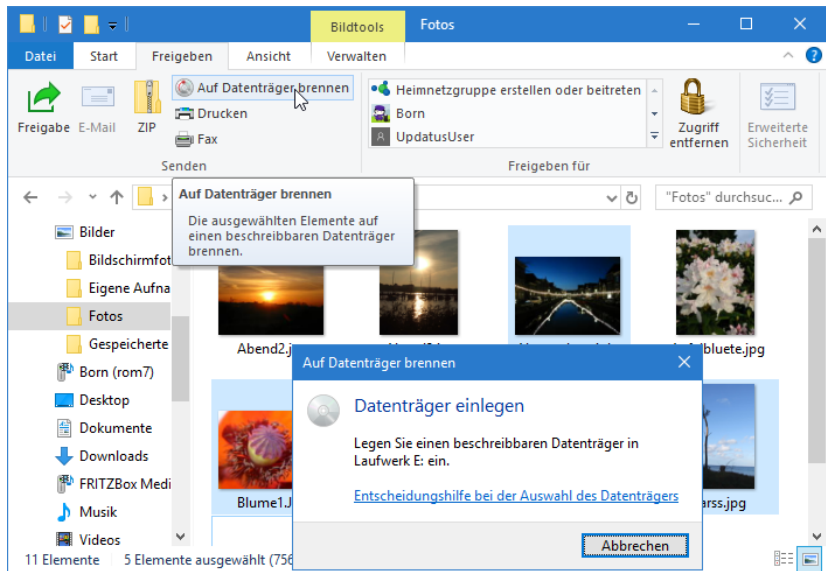 Bildtools
Fotos
Datei
Start
Freigeben
Ansicht
Verwalten
Freigabe
E-Mail
ZIP
Auf Datenträger brennen
Drucken
Fax
Senden
Heimnetzgruppe erstellen oder beitreten
Born
UpdatusUser
Freigeben für
Zugriff
entfernen
Erweiterte
Sicherheit
"Fotos" durchsuc...
Auf Datenträger brennen
Die ausgewählten Elemente auf
einen beschreibbaren Datenträger
brennen.
Bilder
Bildschirmfot
Eigene Aufna
Fotos
Gespeicherte
Born (rom7)
Desktop
Dokumente
Downloads
FRITZBox Medi
Musik
Videos
Abend2.j
bluete.jpg
Blume1.J
arss.jpg
Auf Datenträger brennen
Datenträger einlegen
Legen Sie einen beschreibbaren Datenträger in
Laufwerk E: ein.
Entscheidungshilfe bei der Auswahl des Datenträgers
Abbrechen
11 Elemente
5 Elemente ausgewählt (756